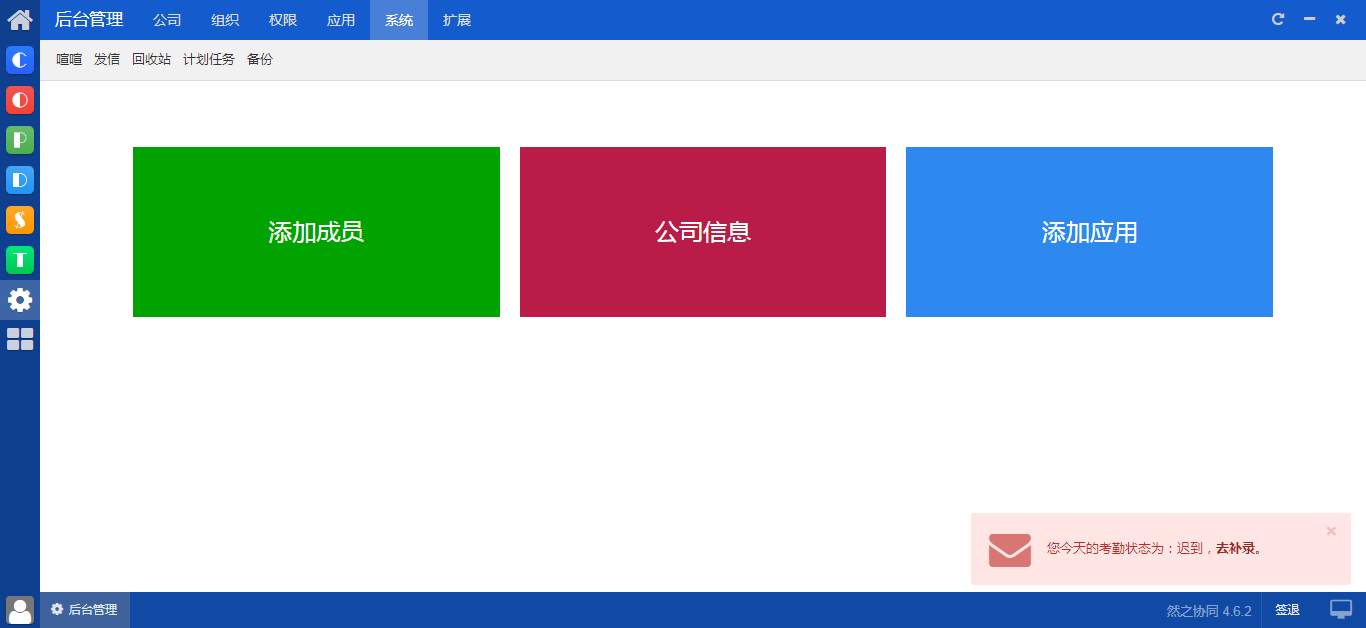 后台管理 公司 组织 权限 应用 系统 扩展
喧喧 发信 回收站 计划任务 备份
C
D
P
D
S
T
添加成员 公司信息 添加应用
您今天的考勤状态为：迟到，去补录。
后台管理 然之协同 4.6.2 签退